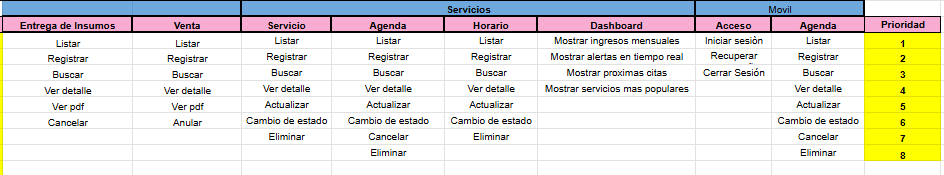 Servicios Movil
Entrega de Insumos Venta Servicio Agenda Horario Dashboard Acceso Agenda Prioridad
Listar Listar Listar Listar Listar Mostrar ingresos mensuales Iniciar sesión Listar 1
Registrar Registrar Registrar Registrar Registrar Mostrar alertas en tiempo real Recuperar Registrar 2
Buscar Buscar Buscar Buscar Buscar Mostrar proximas citas Cerrar Sesión Buscar 3
Ver detalle Ver detalle Ver detalle Ver detalle Ver detalle Mostrar servicios mas populares Ver detalle 4
Ver pdf Ver pdf Actualizar Actualizar Actualizar Actualizar 5
Cancelar Anular Cambio de estado Cambio de estado Cambio de estado Cambio de estado 6
Eliminar Cancelar Eliminar Cancelar 7
Eliminar Eliminar 8